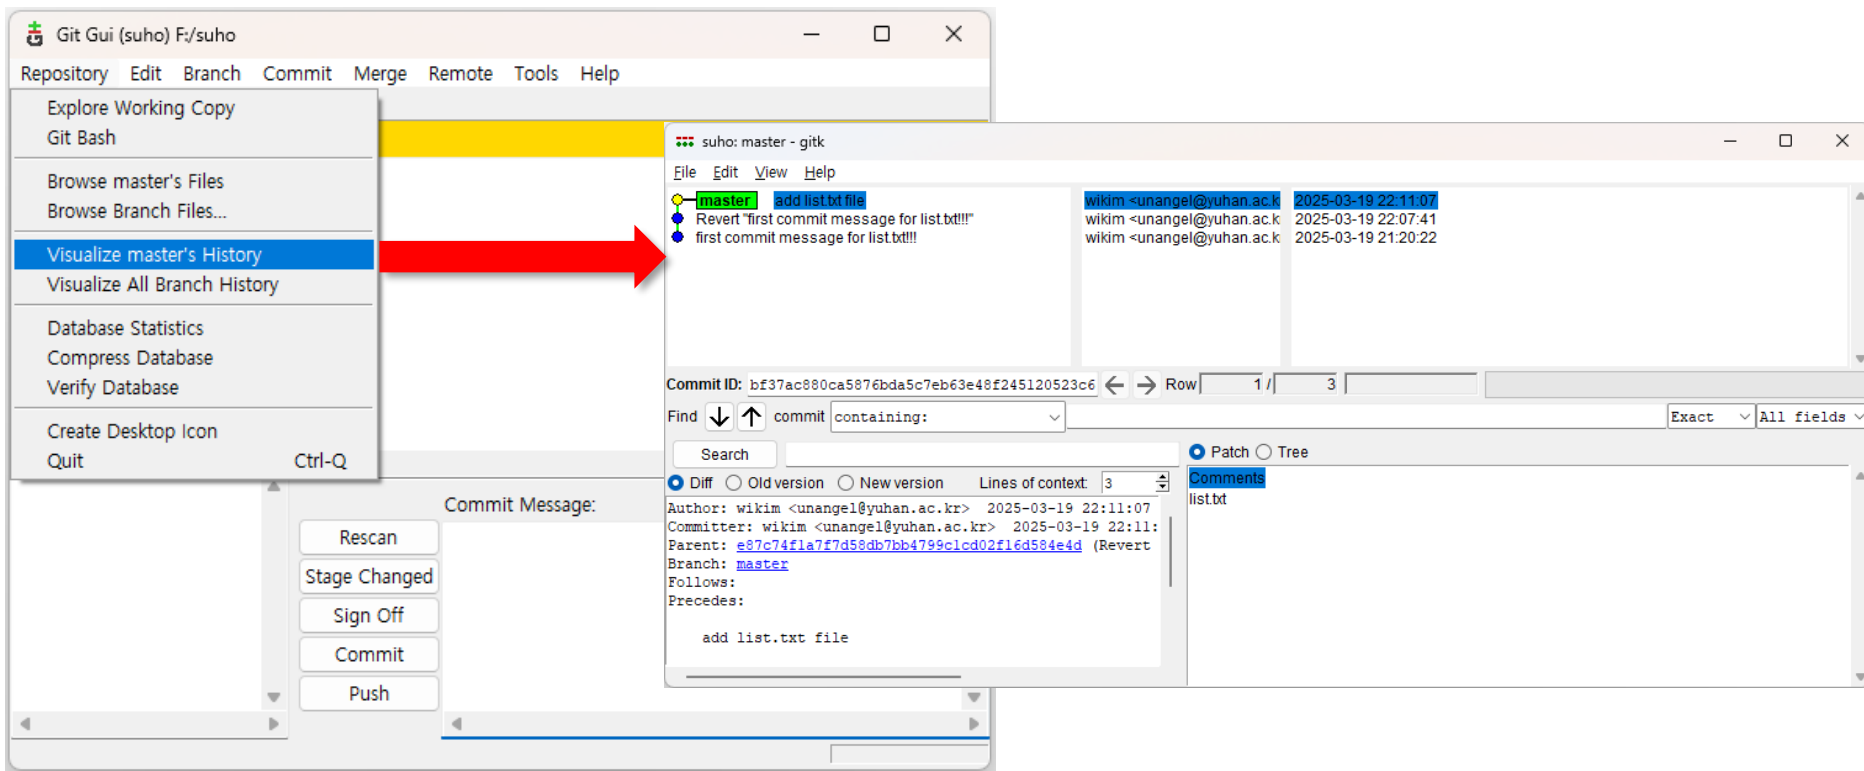 Git Gui (suho) F:/suho
Repository Edit Branch Commit Merge Remote Tools Help
Explore Working Copy
Git Bash
Browse master's Files
Browse Branch Files...
Visualize master's History
Visualize All Branch History
Database Statistics
Compress Database
Verify Database
Create Desktop Icon
Quit Ctrl-Q
Commit Message:
Rescan
Stage Changed
Sign Off
Commit
Push
suho: master - gitk
File Edit View Help
master add list.txt file wikim <unangel@yuhan.ac.k 2025-03-19 22:11:07
Revert "first commit message for list.txt!!!" wikim <unangel@yuhan.ac.k 2025-03-19 22:07:41
first commit message for list.txt!!! wikim <unangel@yuhan.ac.k 2025-03-19 21:20:22
Commit ID: bf37ac880ca5876bda5c7eb63e48f245120523c6 Row 1 / 3
Find commit containing: Exact All fields
Search
Diff Old version New version Lines of context: 3
Patch Tree
Author: wikim <unangel@yuhan.ac.kr> 2025-03-19 22:11:07
Committer: wikim <unangel@yuhan.ac.kr> 2025-03-19 22:11:
Parent: e87c74f1a7f7d58db7bb4799c1cd02f16d584e4d (Revert
Branch: master
Follows:
Precedes:
add list.txt file
Comments
list.txt